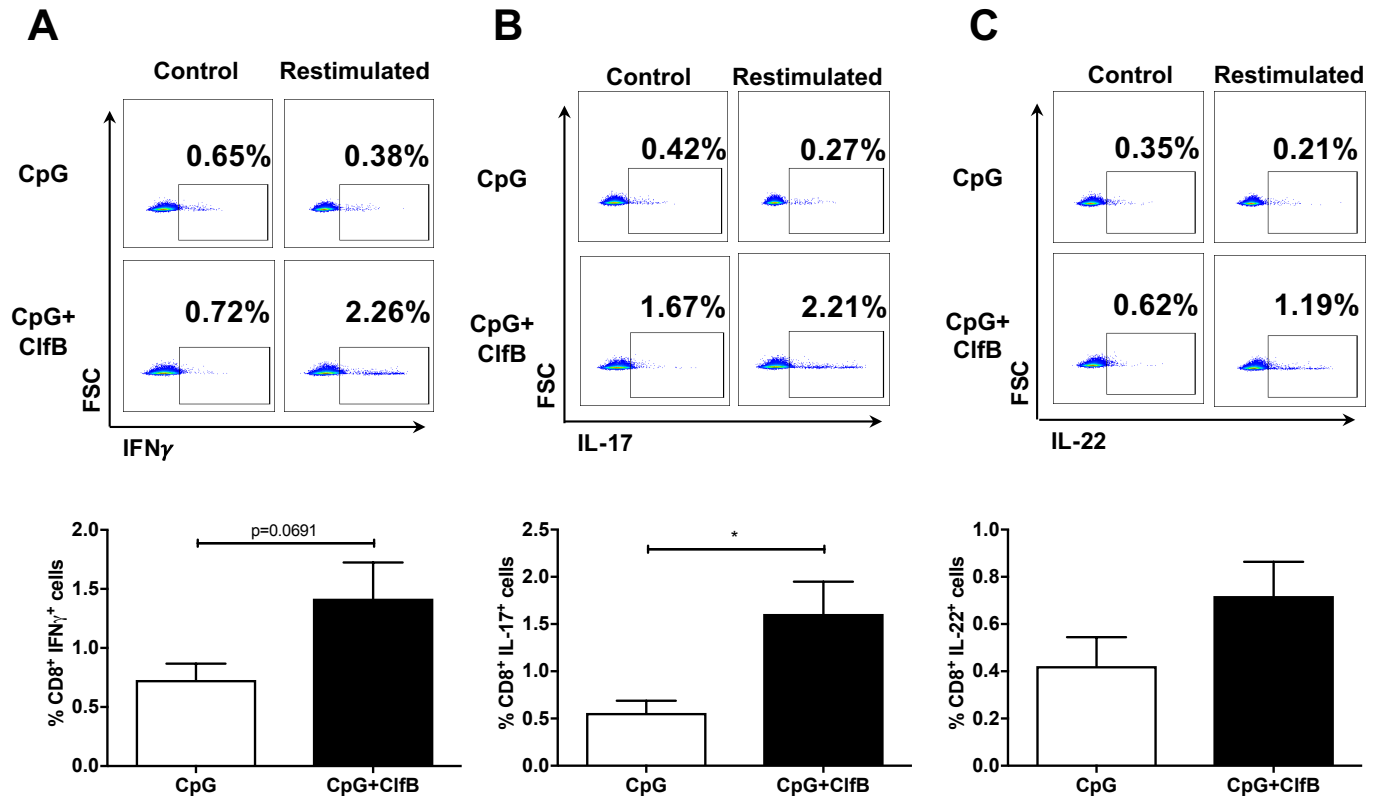 A
Control Restimulated
CpG
0.65% 0.38%
CpG+
ClfB
0.72% 2.26%
FSC
IFNγ
B
Control Restimulated
CpG
0.42% 0.27%
CpG+
ClfB
1.67% 2.21%
FSC
IL-17
C
Control Restimulated
CpG
0.35% 0.21%
CpG+
ClfB
0.62% 1.19%
FSC
IL-22
% CD8⁺ IFNγ⁺ cells
2.0
1.5
1.0
0.5
0.0
p=0.0691
CpG CpG+ClfB
% CD8⁺ IL-17⁺ cells
2.5
2.0
1.5
1.0
0.5
0.0
*
CpG CpG+ClfB
% CD8⁺ IL-22⁺ cells
1.0
0.8
0.6
0.4
0.2
0.0
CpG CpG+ClfB